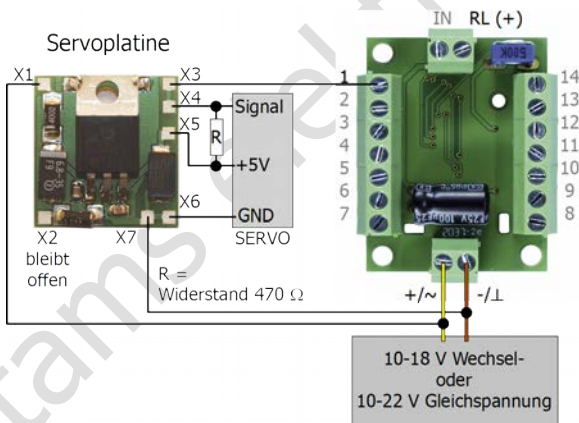 IN RL (+)
Servoplatine
X1
X3
X4
X5
X6
X2
X7
bleibt
offen
Signal
R
+5V
GND
SERVO
R =
Widerstand 470 Ω
1
2
3
4
5
6
7
14
13
12
11
10
9
8
+/~
-/⊥
10-18 V Wechsel-
oder
10-22 V Gleichspannung
tams